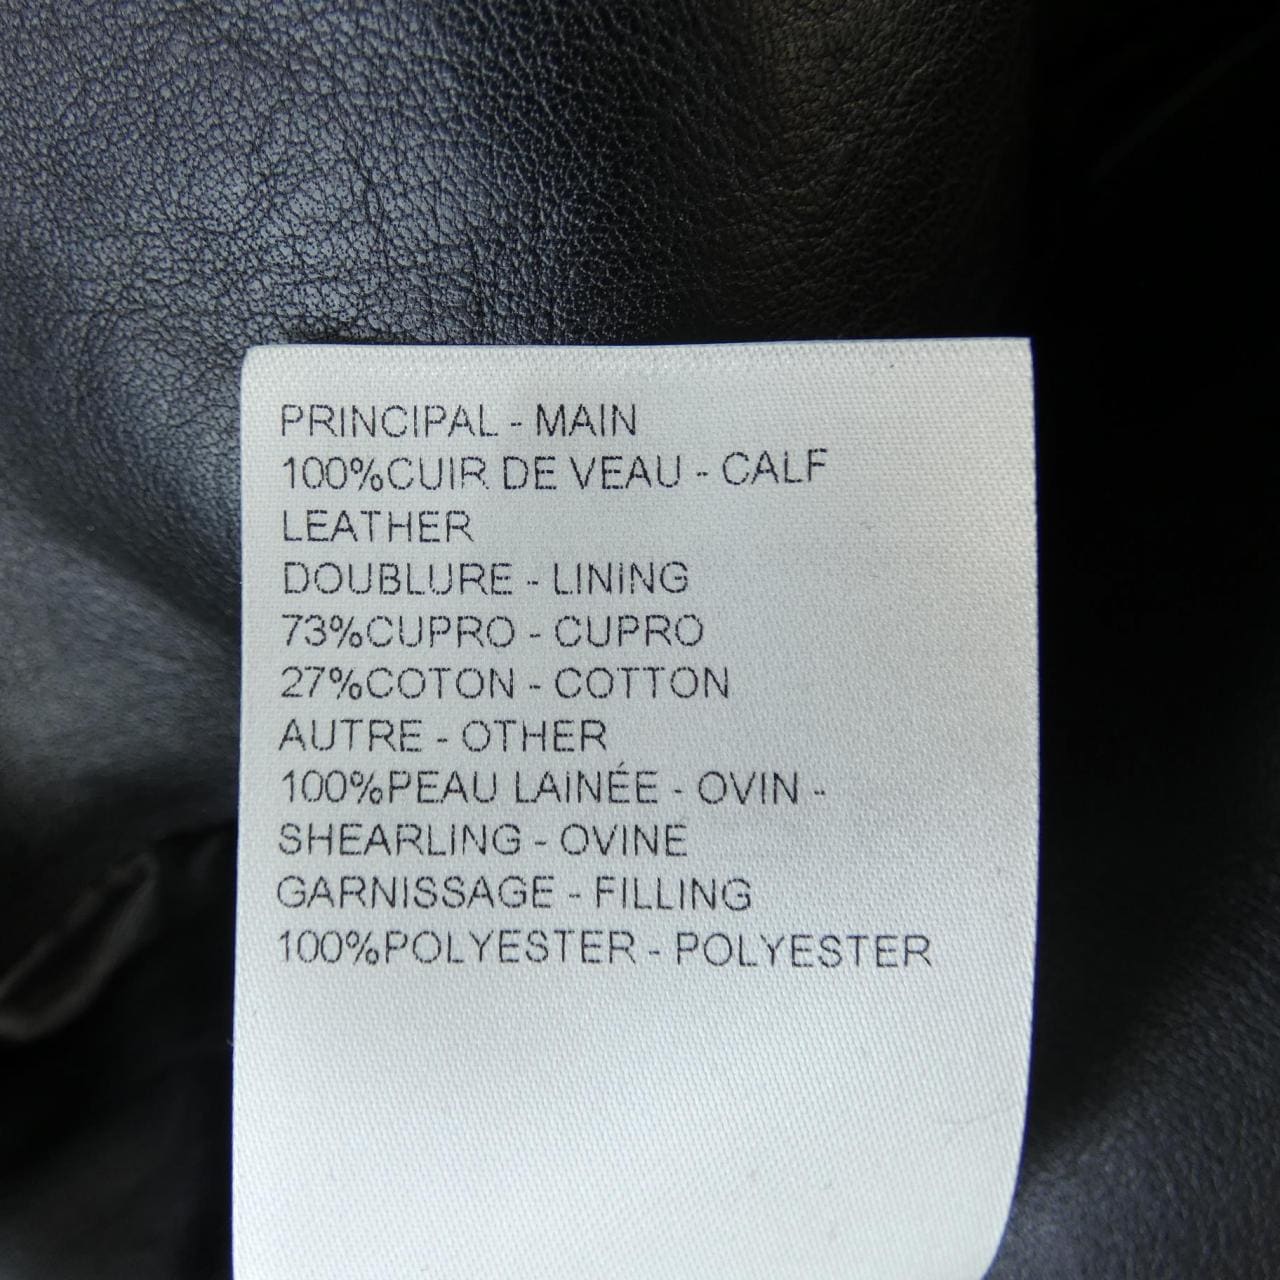 PRINCIPAL - MAIN
100%CUIR DE VEAU - CALF
LEATHER
DOUBLURE - LINING
73%CUPRO - CUPRO
27%COTON - COTTON
AUTRE - OTHER
100%PEAU LAINÉE - OVIN -
SHEARLING - OVINE
GARNISSAGE - FILLING
100%POLYESTER - POLYESTER